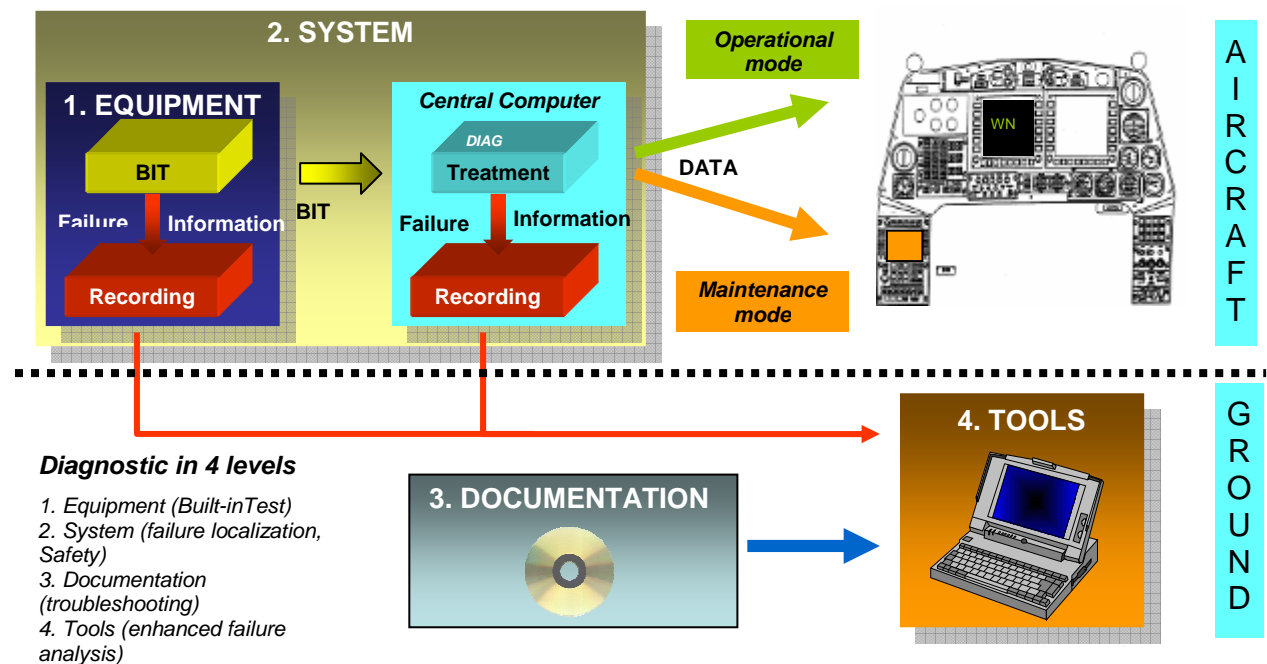 2. SYSTEM
1. EQUIPMENT
BIT
Failure
Information
Recording
BIT
Central Computer
DIAG
Treatment
Failure
Information
Recording
Operational
mode
DATA
Maintenance
mode
WN
A
I
R
C
R
A
F
T
Diagnostic in 4 levels
1. Equipment (Built-inTest)
2. System (failure localization,
Safety)
3. Documentation
(troubleshooting)
4. Tools (enhanced failure
analysis)
3. DOCUMENTATION
4. TOOLS
G
R
O
U
N
D